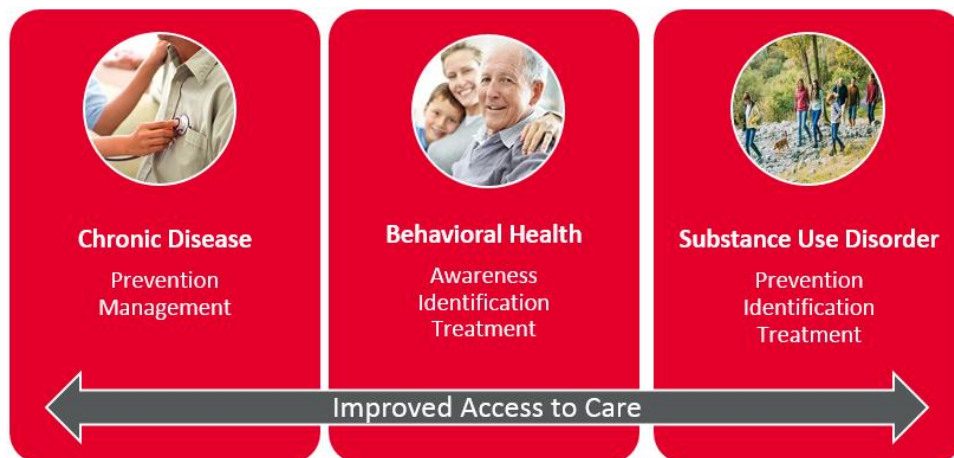 Chronic Disease
Prevention
Management
Behavioral Health
Awareness
Identification
Treatment
Substance Use Disorder
Prevention
Identification
Treatment
Improved Access to Care